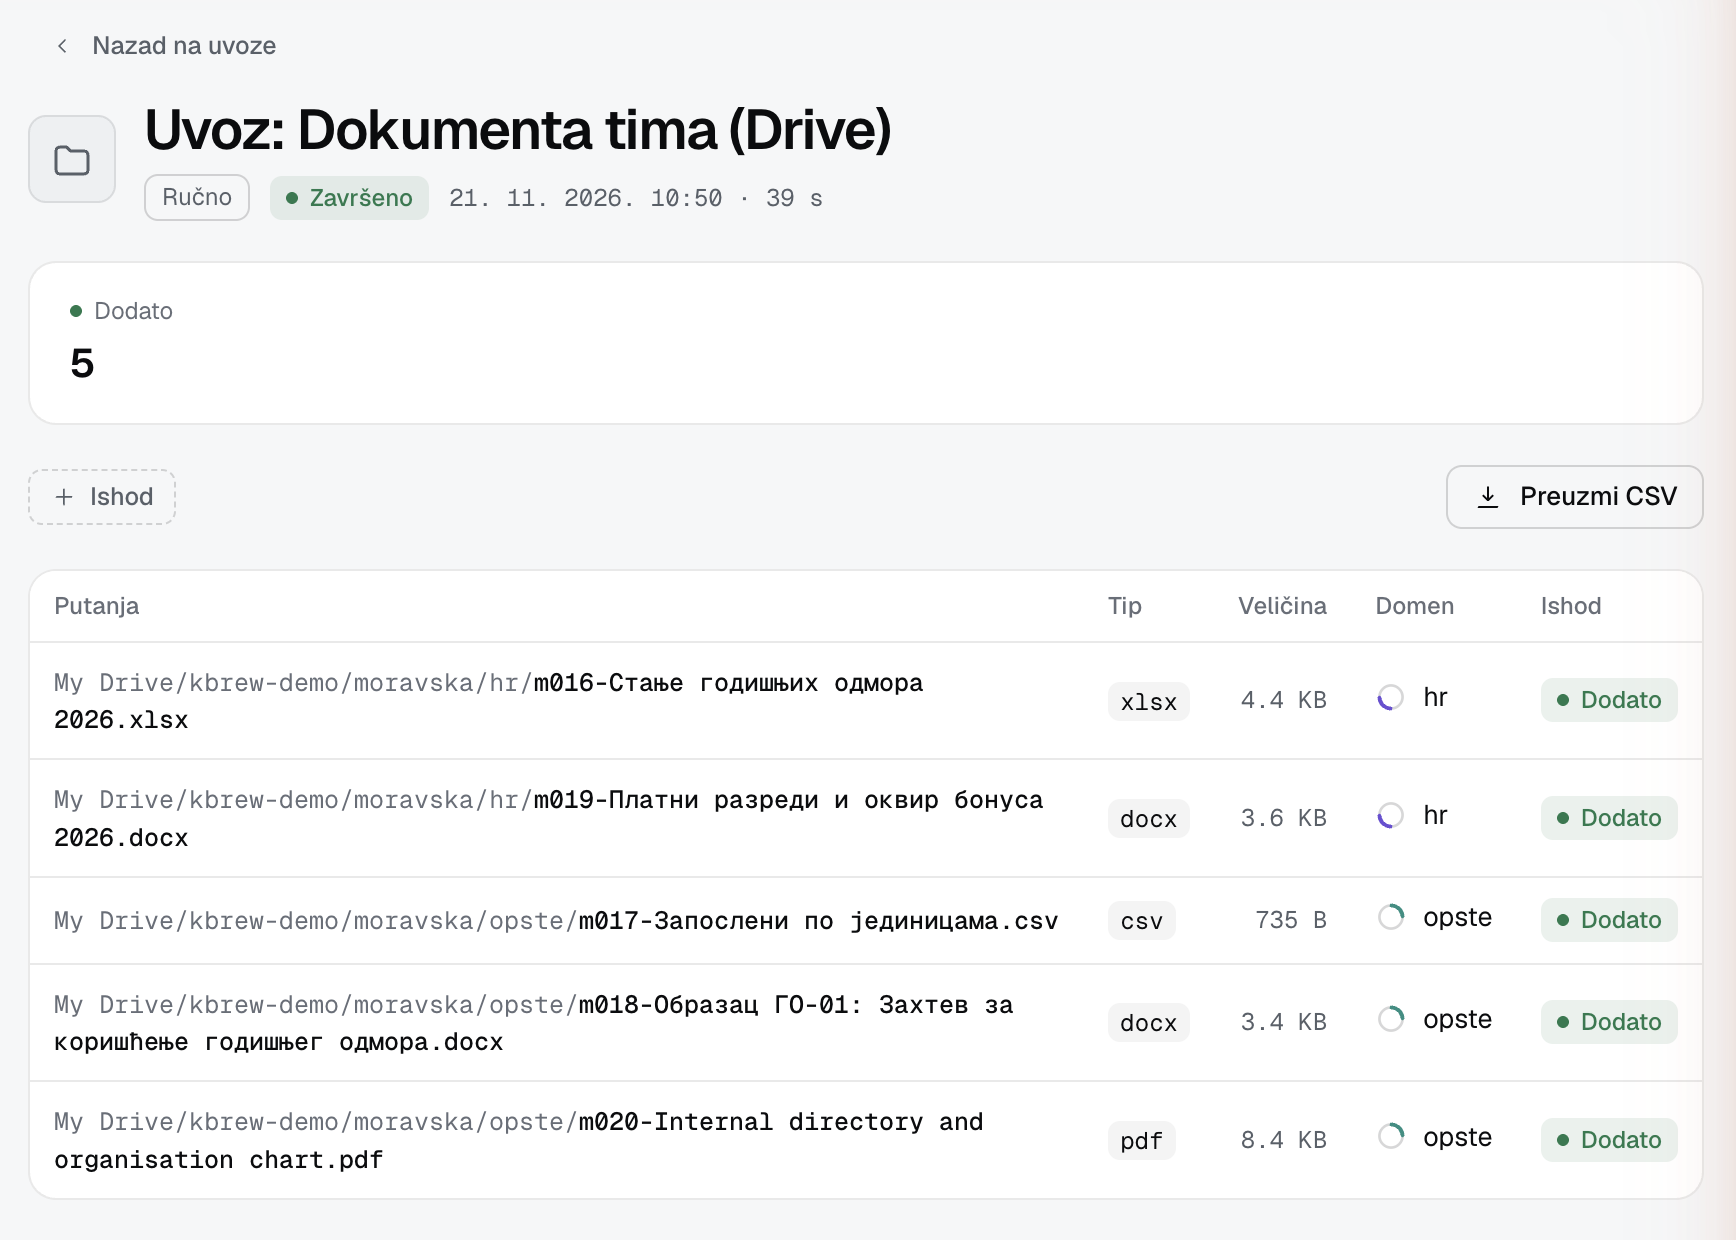 Nazad na uvoze
Uvoz: Dokumenta tima (Drive)
Ručno Završeno 21. 11. 2026. 10:50 · 39 s
Dodato
5
+ Ishod Preuzmi CSV
Putanja Tip Veličina Domen Ishod
My Drive/kbrew-demo/moravska/hr/m016-Стање годишњих одмора
2026.xlsx xlsx 4.4 KB hr Dodato
My Drive/kbrew-demo/moravska/hr/m019-Платни разреди и оквир бонуса
2026.docx docx 3.6 KB hr Dodato
My Drive/kbrew-demo/moravska/opste/m017-Запослени по јединицама.csv csv 735 B opste Dodato
My Drive/kbrew-demo/moravska/opste/m018-Образац ГО-01: Захтев за
коришћење годишњег одмора.docx docx 3.4 KB opste Dodato
My Drive/kbrew-demo/moravska/opste/m020-Internal directory and
organisation chart.pdf pdf 8.4 KB opste Dodato